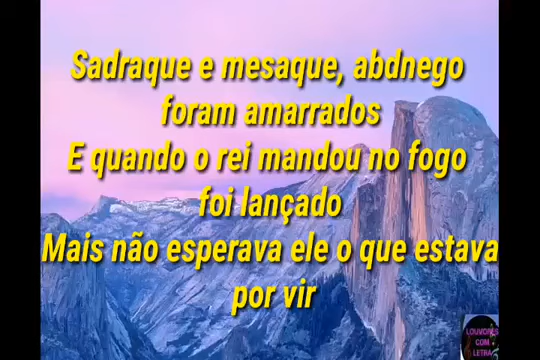 Sadraque e mesaque, abdnego
foram amarrados
E quando o rei mandou no fogo
foi lançado
Mais não esperava ele o que estava
por vir
LOUVORES
COM
LETRA